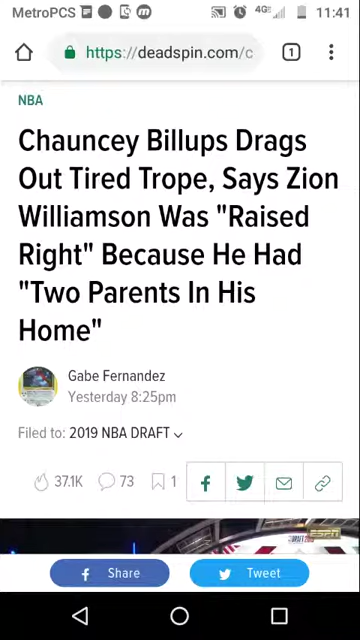 MetroPCS 4G 11:41
https://deadspin.com/c 1
NBA
Chauncey Billups Drags
Out Tired Trope, Says Zion
Williamson Was "Raised
Right" Because He Had
"Two Parents In His
Home"
Gabe Fernandez
Yesterday 8:25pm
Filed to: 2019 NBA DRAFT
37.1K 73 1
ESPN
Share Tweet